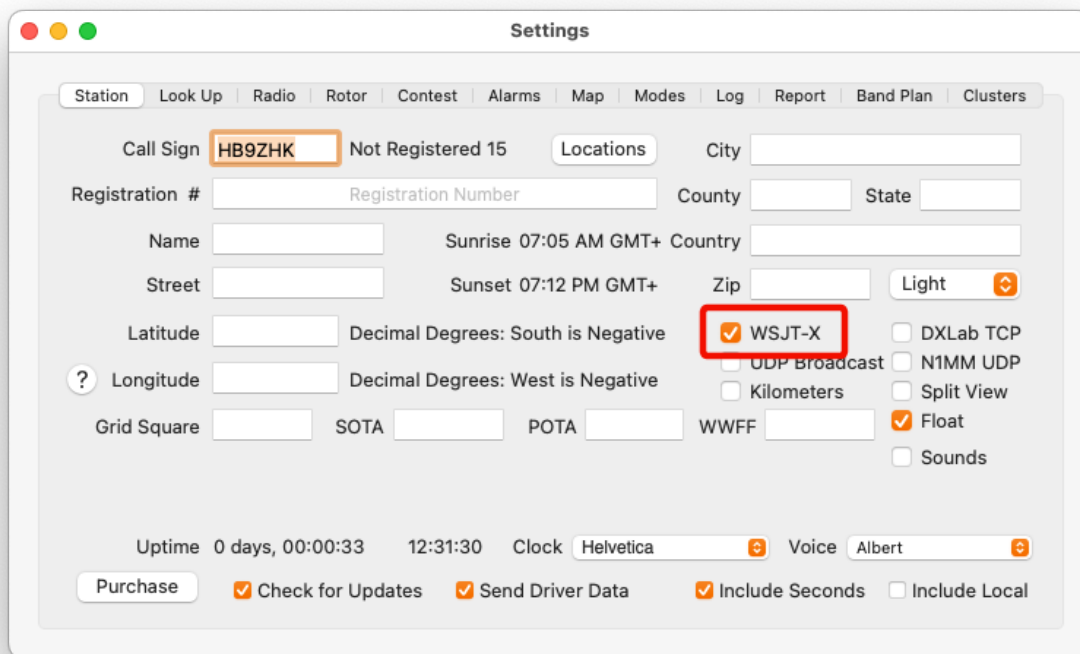 Settings
Station Look Up Radio Rotor Contest Alarms Map Modes Log Report Band Plan Clusters
Call Sign HB9ZHK Not Registered 15 Locations City
Registration # Registration Number County State
Name Sunrise 07:05 AM GMT+ Country
Street Sunset 07:12 PM GMT+ Zip Light
Latitude Decimal Degrees: South is Negative WSJT-X DXLab TCP
UDP Broadcast N1MM UDP
? Longitude Decimal Degrees: West is Negative Kilometers Split View
Grid Square SOTA POTA WWFF Float
Sounds
Uptime 0 days, 00:00:33 12:31:30 Clock Helvetica Voice Albert
Purchase Check for Updates Send Driver Data Include Seconds Include Local